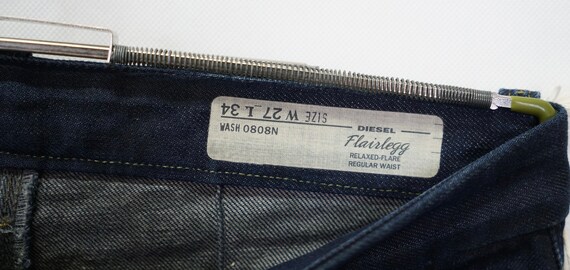 SIZE W 27 L 34
WASH 0808N
DIESEL
Flairlegg
RELAXED-FLARE
REGULAR WAIST